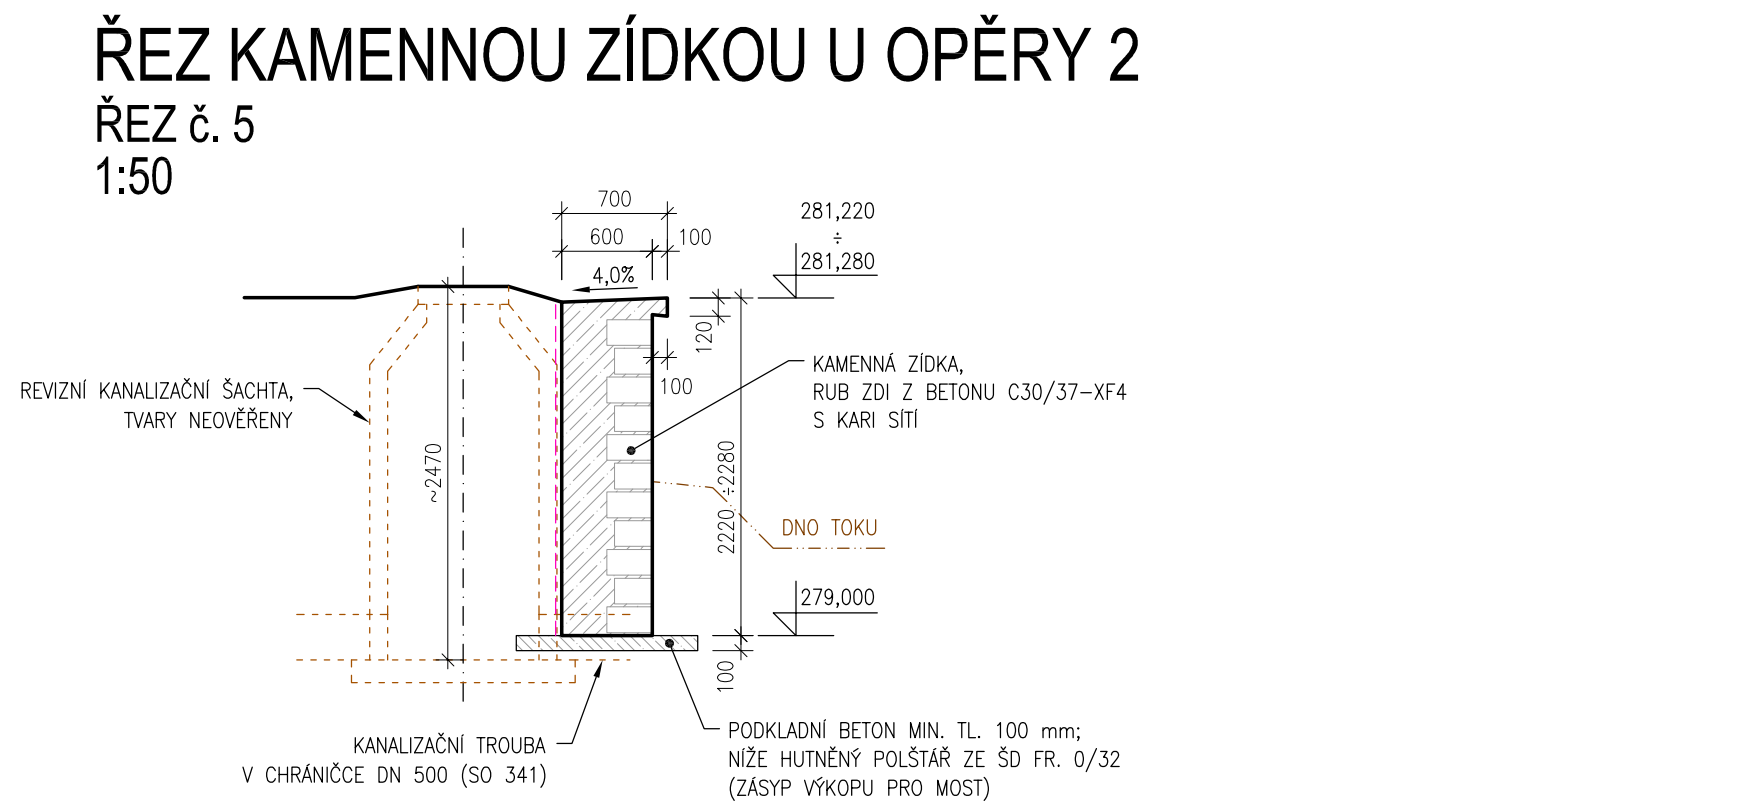 ŘEZ KAMENNOU ZÍDKOU U OPĚRY 2
ŘEZ č. 5
1:50
700
600
100
4,0%
281,220
÷
281,280
120
100
KAMENNÁ ZÍDKA,
RUB ZDI Z BETONU C30/37-XF4
S KARI SÍTÍ
REVIZNÍ KANALIZAČNÍ ŠACHTA,
TVARY NEOVĚŘENY
~2470
2220÷2280
DNO TOKU
279,000
100
KANALIZAČNÍ TROUBA
V CHRÁNIČCE DN 500 (SO 341)
PODKLADNÍ BETON MIN. TL. 100 mm;
NÍŽE HUTNĚNÝ POLŠTÁŘ ZE ŠD FR. 0/32
(ZÁSYP VÝKOPU PRO MOST)